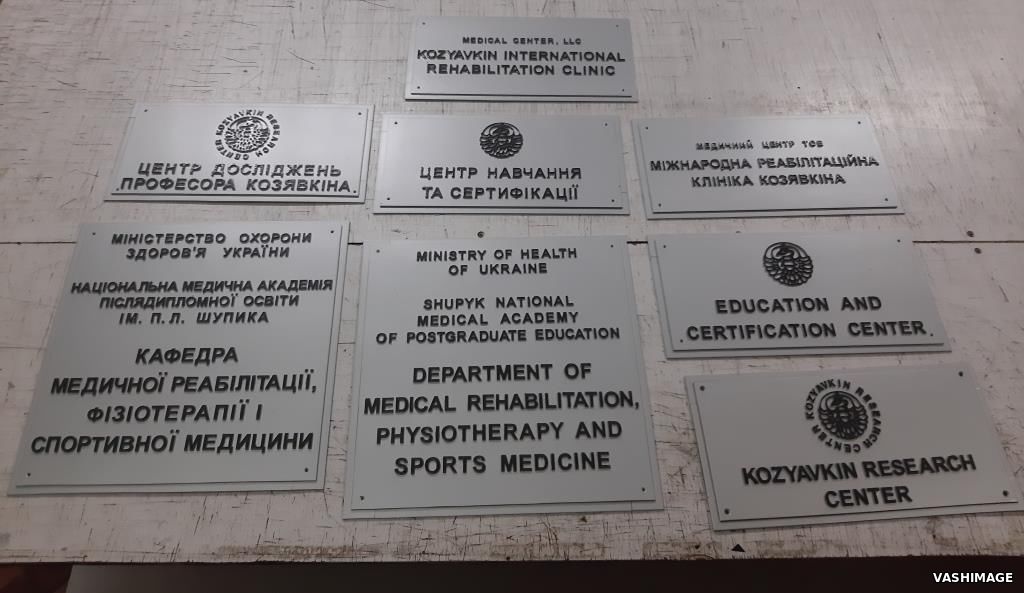 MEDICAL CENTER, LLC
KOZYAVKIN INTERNATIONAL
REHABILITATION CLINIC
KOZYAVKIN RESEARCH CENTER
ЦЕНТР ДОСЛІДЖЕНЬ
ПРОФЕСОРА КОЗЯВКІНА
ЦЕНТР НАВЧАННЯ
ТА СЕРТИФІКАЦІЇ
МЕДИЧНИЙ ЦЕНТР ТОВ
МІЖНАРОДНА РЕАБІЛІТАЦІЙНА
КЛІНІКА КОЗЯВКІНА
МІНІСТЕРСТВО ОХОРОНИ
ЗДОРОВ'Я УКРАЇНИ
НАЦІОНАЛЬНА МЕДИЧНА АКАДЕМІЯ
ПІСЛЯДИПЛОМНОЇ ОСВІТИ
ІМ. П.Л. ШУПИКА
КАФЕДРА
МЕДИЧНОЇ РЕАБІЛІТАЦІЇ,
ФІЗІОТЕРАПІЇ І
СПОРТИВНОЇ МЕДИЦИНИ
MINISTRY OF HEALTH
OF UKRAINE
SHUPYK NATIONAL
MEDICAL ACADEMY
OF POSTGRADUATE EDUCATION
DEPARTMENT OF
MEDICAL REHABILITATION,
PHYSIOTHERAPY AND
SPORTS MEDICINE
EDUCATION AND
CERTIFICATION CENTER
KOZYAVKIN RESEARCH CENTER
KOZYAVKIN RESEARCH
CENTER
VASHIMAGE